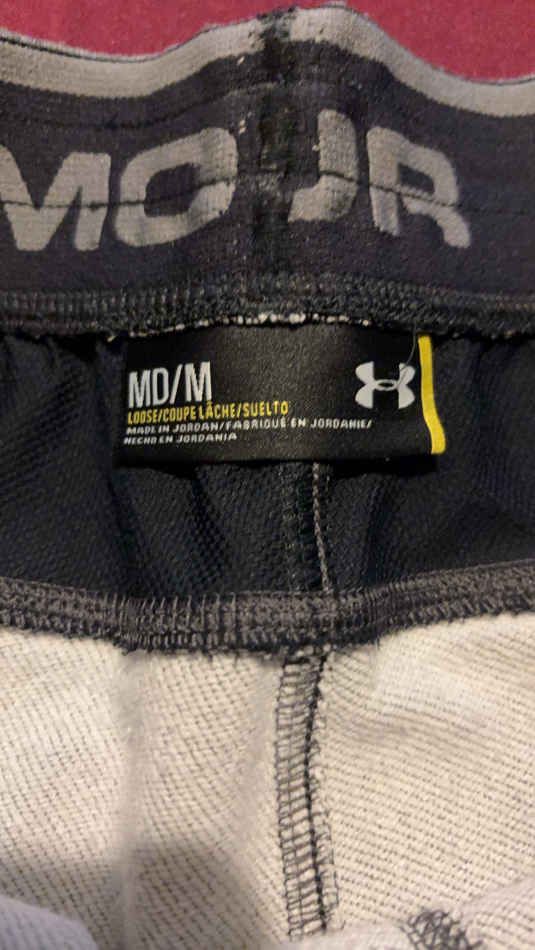 MOUR
MD/M
LOOSE/COUPE LÂCHE/SUELTO
MADE IN JORDAN/FABRIQUÉ EN JORDANIE/
HECHO EN JORDANIA